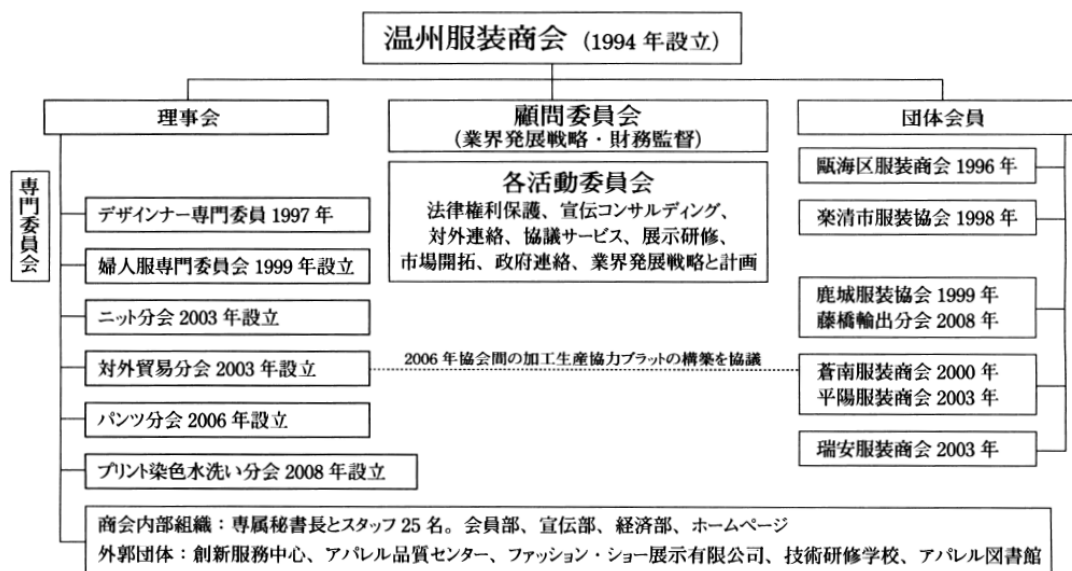 温州服装商会（1994年設立）
理事会
顧問委員会
（業界発展戦略・財務監督）
団体会員
専門委員会
各活動委員会
法律権利保護、宣伝コンサルディング、
対外連絡、協議サービス、展示研修、
市場開拓、政府連絡、業界発展戦略と計画
デザインナー専門委員 1997年
婦人服専門委員会 1999年設立
ニット分会 2003年設立
対外貿易分会 2003年設立
パンツ分会 2006年設立
プリント染色水洗い分会 2008年設立
2006年協会間の加工生産協力プラットの構築を協議
甌海区服装商会 1996年
楽清市服装協会 1998年
鹿城服装協会 1999年
藤橋輸出分会 2008年
蒼南服装商会 2000年
平陽服装商会 2003年
瑞安服装商会 2003年
商会内部組織：専属秘書長とスタッフ25名。会員部、宣伝部、経済部、ホームページ
外郭団体：創新服務中心、アパレル品質センター、ファッション・ショー展示有限公司、技術研修学校、アパレル図書館